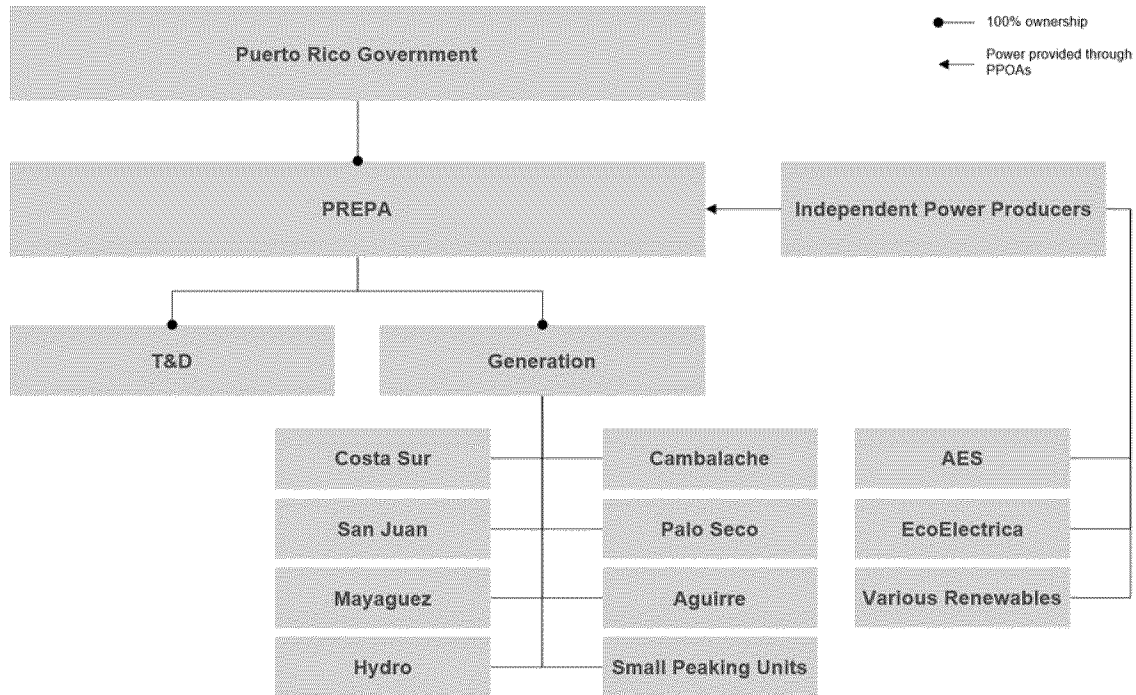 Puerto Rico Government
100% ownership
Power provided through
PPOAs
PREPA
Independent Power Producers
T&D
Generation
Costa Sur
Cambalache
AES
San Juan
Palo Seco
EcoElectrica
Mayaguez
Aguirre
Various Renewables
Hydro
Small Peaking Units